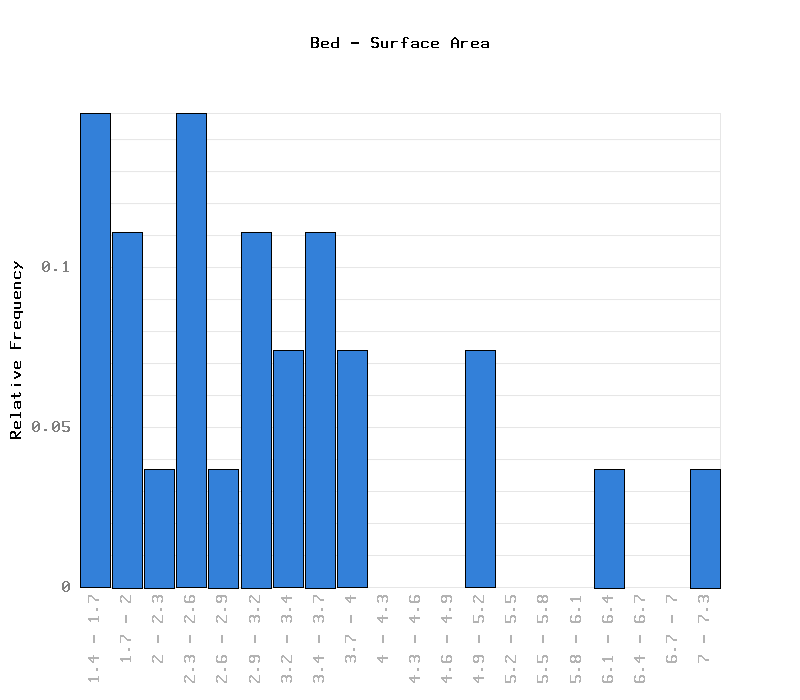 Bed - Surface Area
Relative Frequency
0.1
0.05
0
1.4 - 1.7
1.7 - 2
2 - 2.3
2.3 - 2.6
2.6 - 2.9
2.9 - 3.2
3.2 - 3.4
3.4 - 3.7
3.7 - 4
4 - 4.3
4.3 - 4.6
4.6 - 4.9
4.9 - 5.2
5.2 - 5.5
5.5 - 5.8
5.8 - 6.1
6.1 - 6.4
6.4 - 6.7
6.7 - 7
7 - 7.3